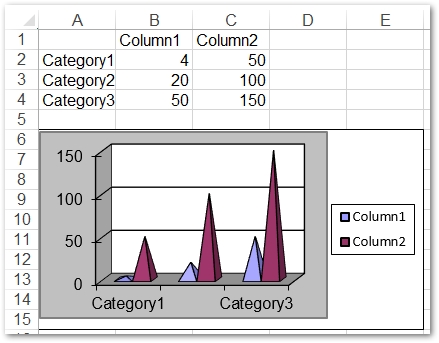 A B C D E
1 Column1 Column2
2 Category1 4 50
3 Category2 20 100
4 Category3 50 150
5
6
7 150
8
9 100 Column1
10
11 50 Column2
12
13 0
14 Category1 Category3
15